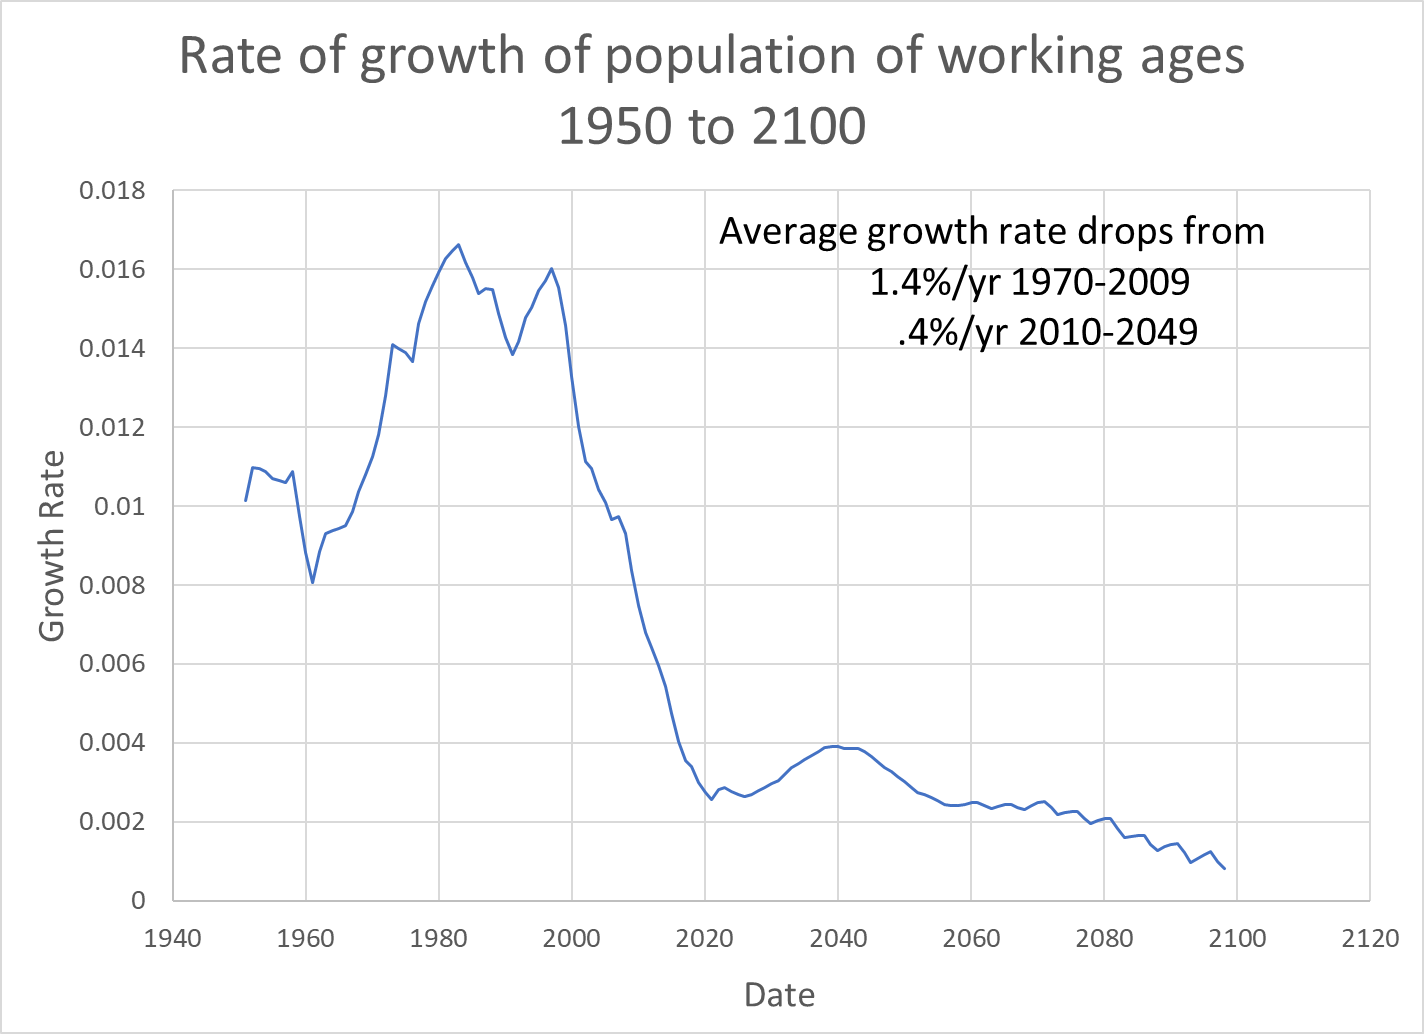 Rate of growth of population of working ages
1950 to 2100
Average growth rate drops from
1.4%/yr 1970-2009
.4%/yr 2010-2049
Growth Rate
0.018
0.016
0.014
0.012
0.01
0.008
0.006
0.004
0.002
0
1940 1960 1980 2000 2020 2040 2060 2080 2100 2120
Date